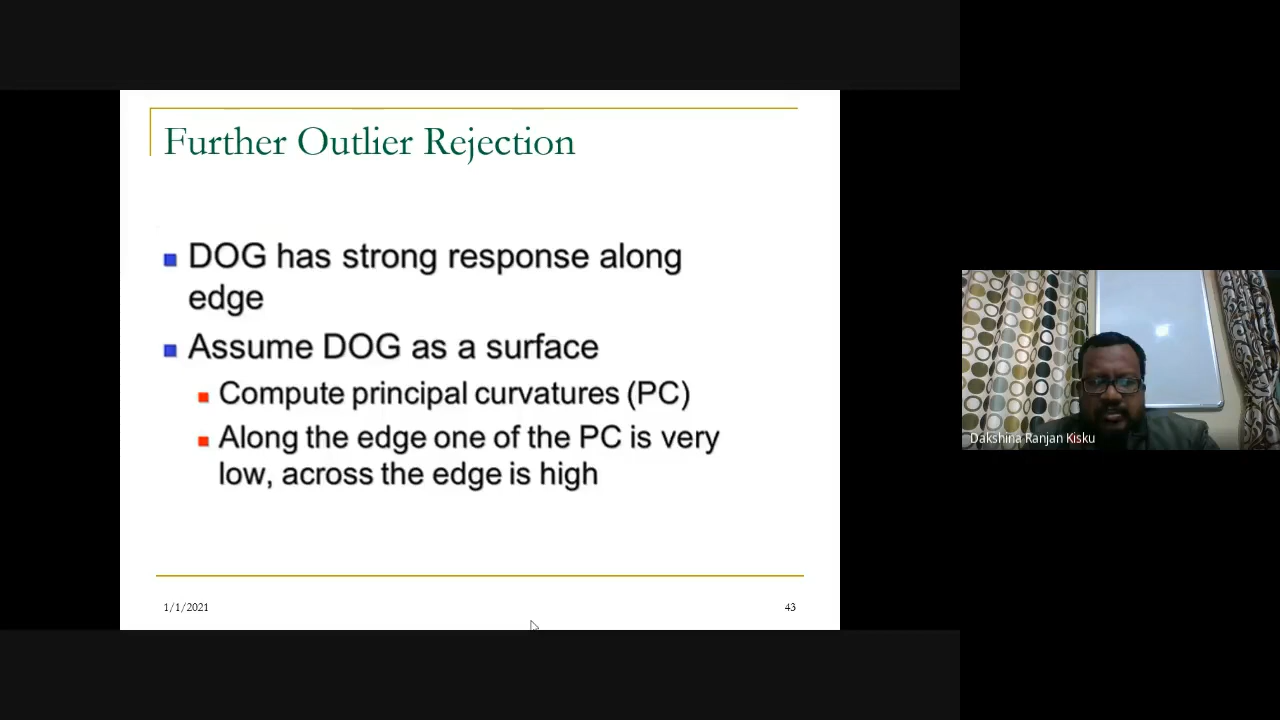 Further Outlier Rejection
DOG has strong response along
edge
Assume DOG as a surface
Compute principal curvatures (PC)
Along the edge one of the PC is very
low, across the edge is high
1/1/2021
43
Dakshina Ranjan Kisku